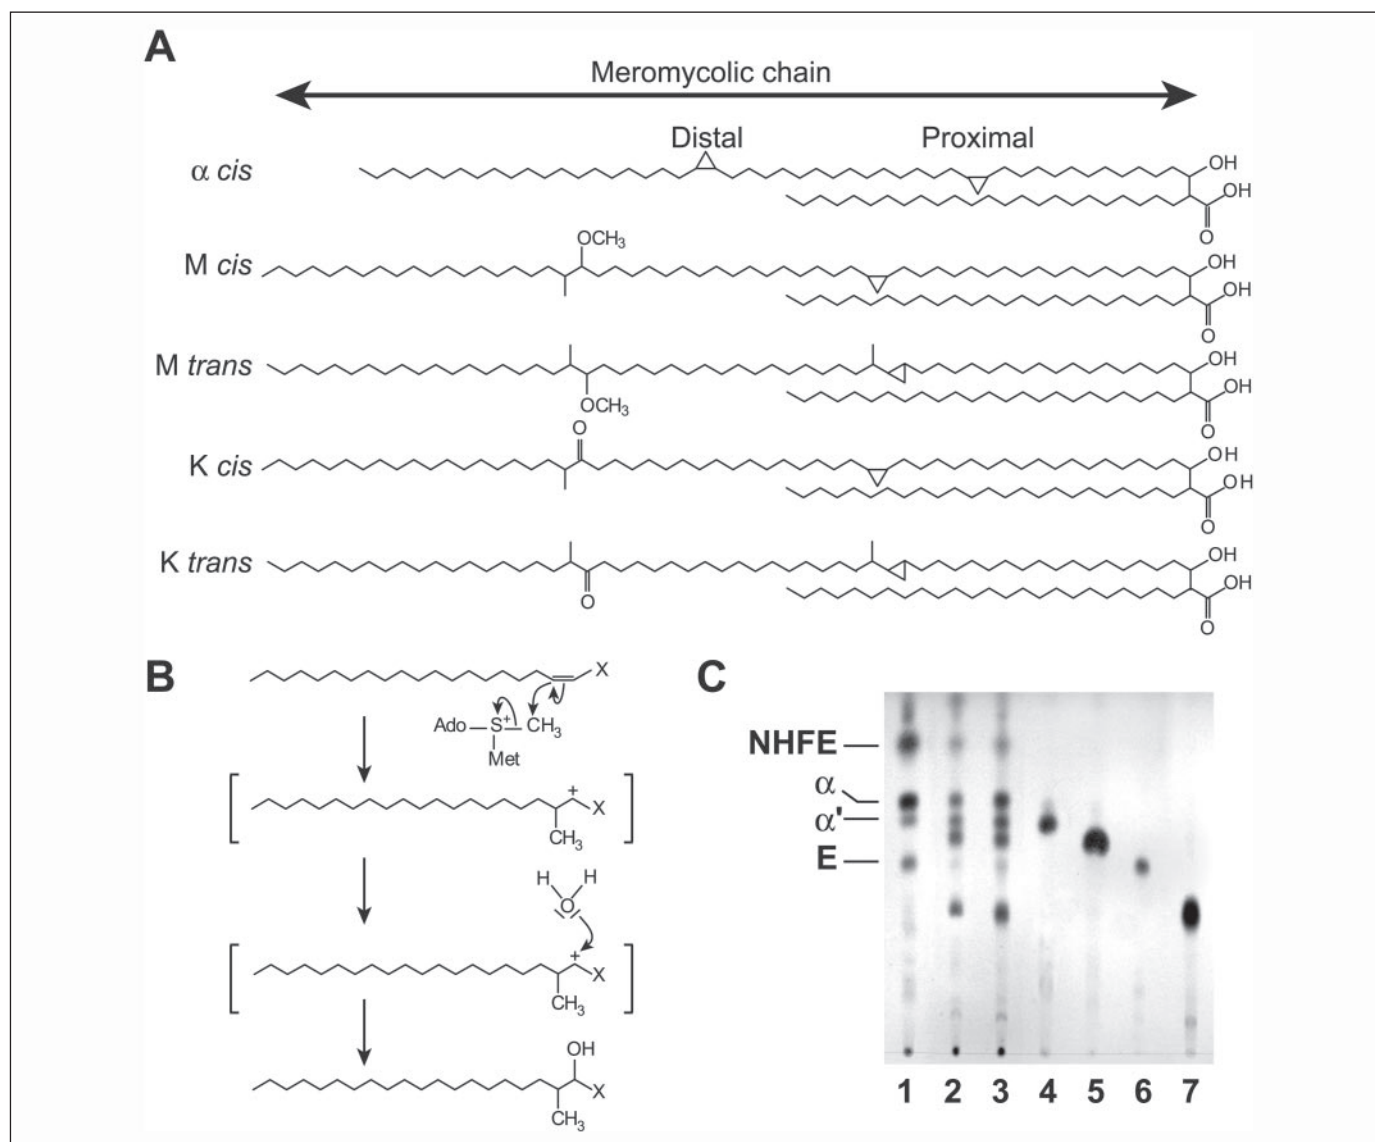 A
Meromycolic chain
Distal Proximal
α cis
OH
OH
O
OCH₃
M cis
OH
OH
O
M trans
OH
OH
OCH₃
O
O
K cis
OH
OH
O
K trans
OH
OH
O
O
B
X
Ado S⁺ CH₃
Met
+
X
CH₃
H H
O
+
X
CH₃
OH
X
CH₃
C
NHFE
α
α'
E
1 2 3 4 5 6 7